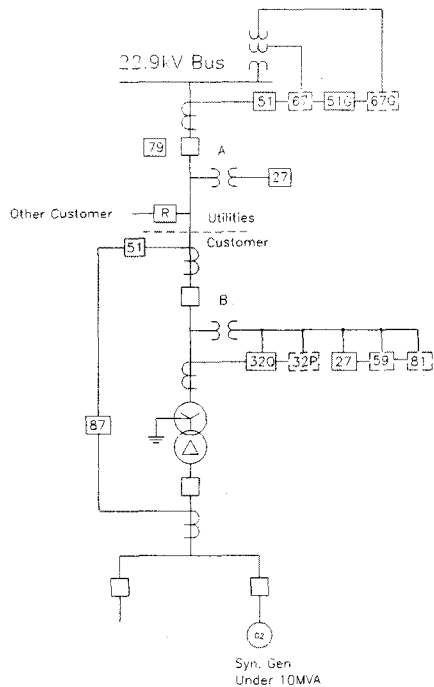 22.9kV Bus
51 67 51G 67G
79
A
27
Other Customer
R
Utilities
Customer
51
B
32Q 32P 27 59 81
87
G2
Syn. Gen
Under 10MVA